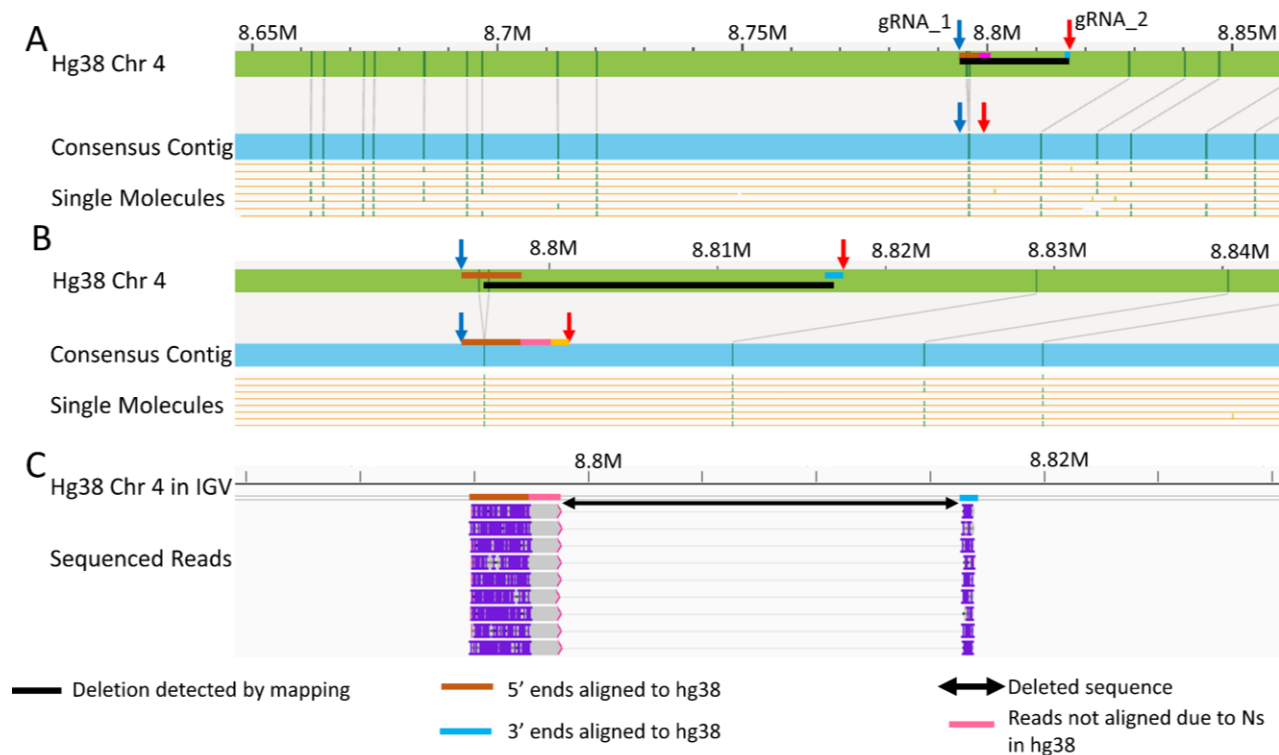 A
8.65M 8.7M 8.75M 8.8M 8.85M
gRNA_1 gRNA_2
Hg38 Chr 4
Consensus Contig
Single Molecules
B
8.8M 8.81M 8.82M 8.83M 8.84M
Hg38 Chr 4
Consensus Contig
Single Molecules
C
8.8M 8.82M
Hg38 Chr 4 in IGV
Sequenced Reads
Deletion detected by mapping
5’ ends aligned to hg38
3’ ends aligned to hg38
Deleted sequence
Reads not aligned due to Ns
in hg38